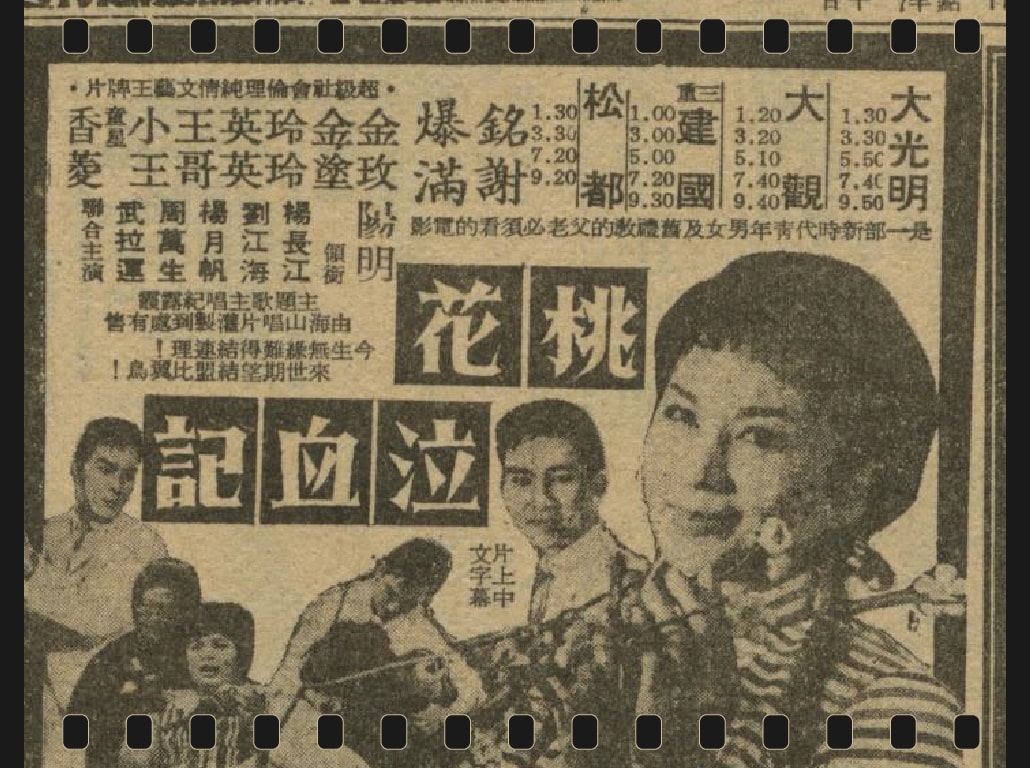 大光明
1.30
3.30
5.50
7.40
9.50
大觀
1.20
3.20
5.10
7.40
9.40
三重
建國
1.00
3.00
5.00
7.20
9.30
松都
1.30
3.30
7.20
9.20
銘謝
爆滿
是一部新時代靑年男女及舊禮敎的父老必須看的電影
•超級社會倫理純情文藝王牌片•
金玫
金塗
玲玲
英英
王哥
小王
童星
香菱
陽明
領銜
楊長江
劉江海
楊月帆
周萬生
武拉運
聯合主演
主題歌主唱紀露霞
由海山唱片灌製到處有售
今生無緣難得結連理！
來世期望結盟比翼鳥！
桃花
泣血記
片上中
文字幕